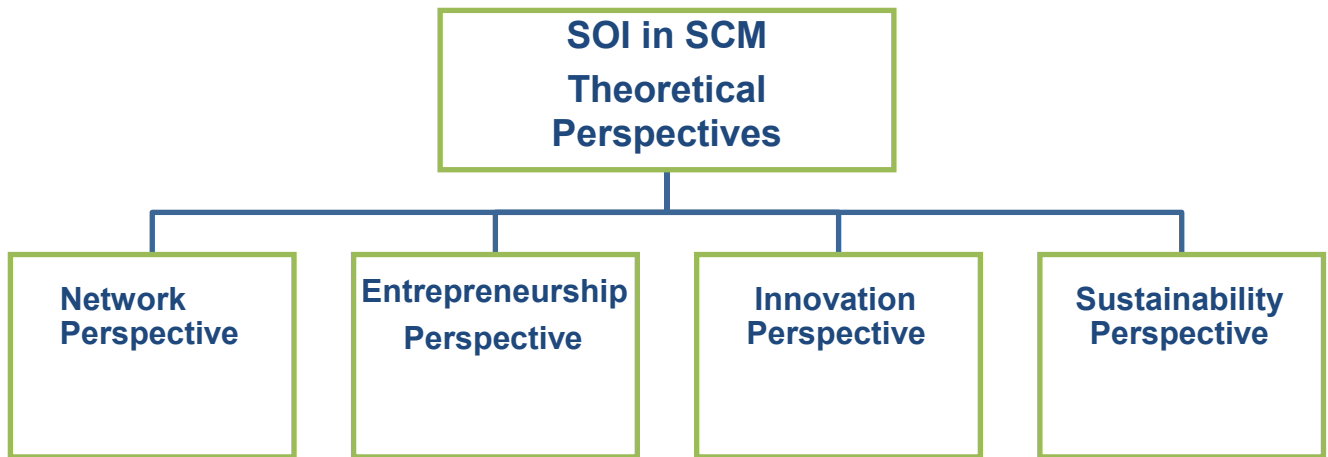 SOI in SCM
Theoretical
Perspectives
Network
Perspective
Entrepreneurship
Perspective
Innovation
Perspective
Sustainability
Perspective